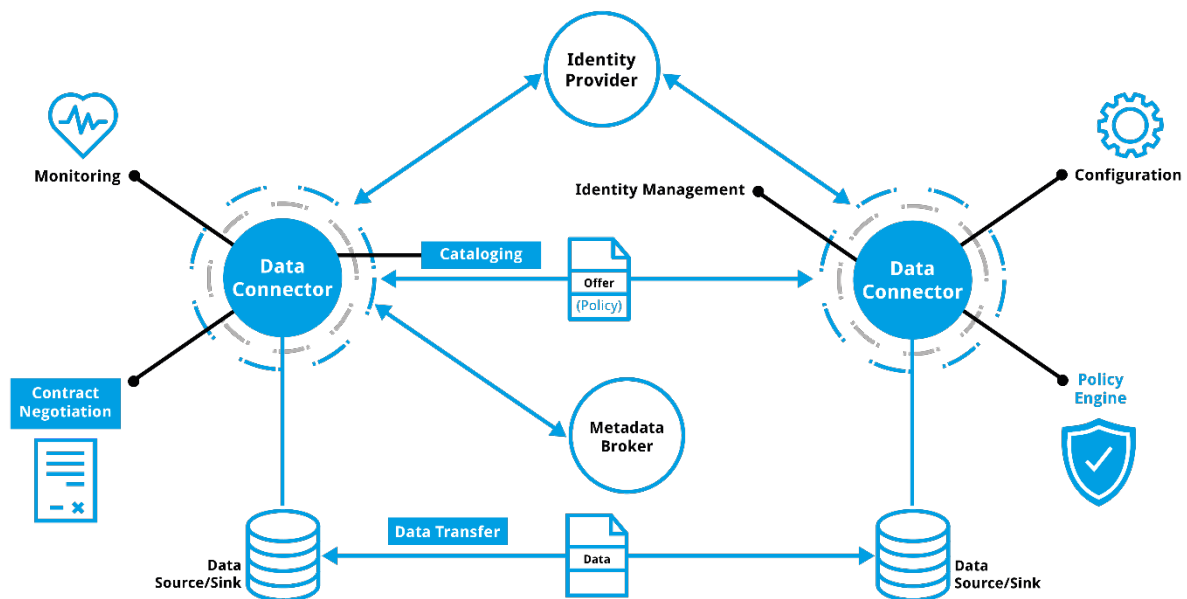 Identity
Provider
Monitoring
Identity Management
Configuration
Cataloging
Data
Connector
Offer
(Policy)
Data
Connector
Contract
Negotiation
Policy
Engine
Metadata
Broker
Data Transfer
Data
Source/Sink
Data
Data
Source/Sink